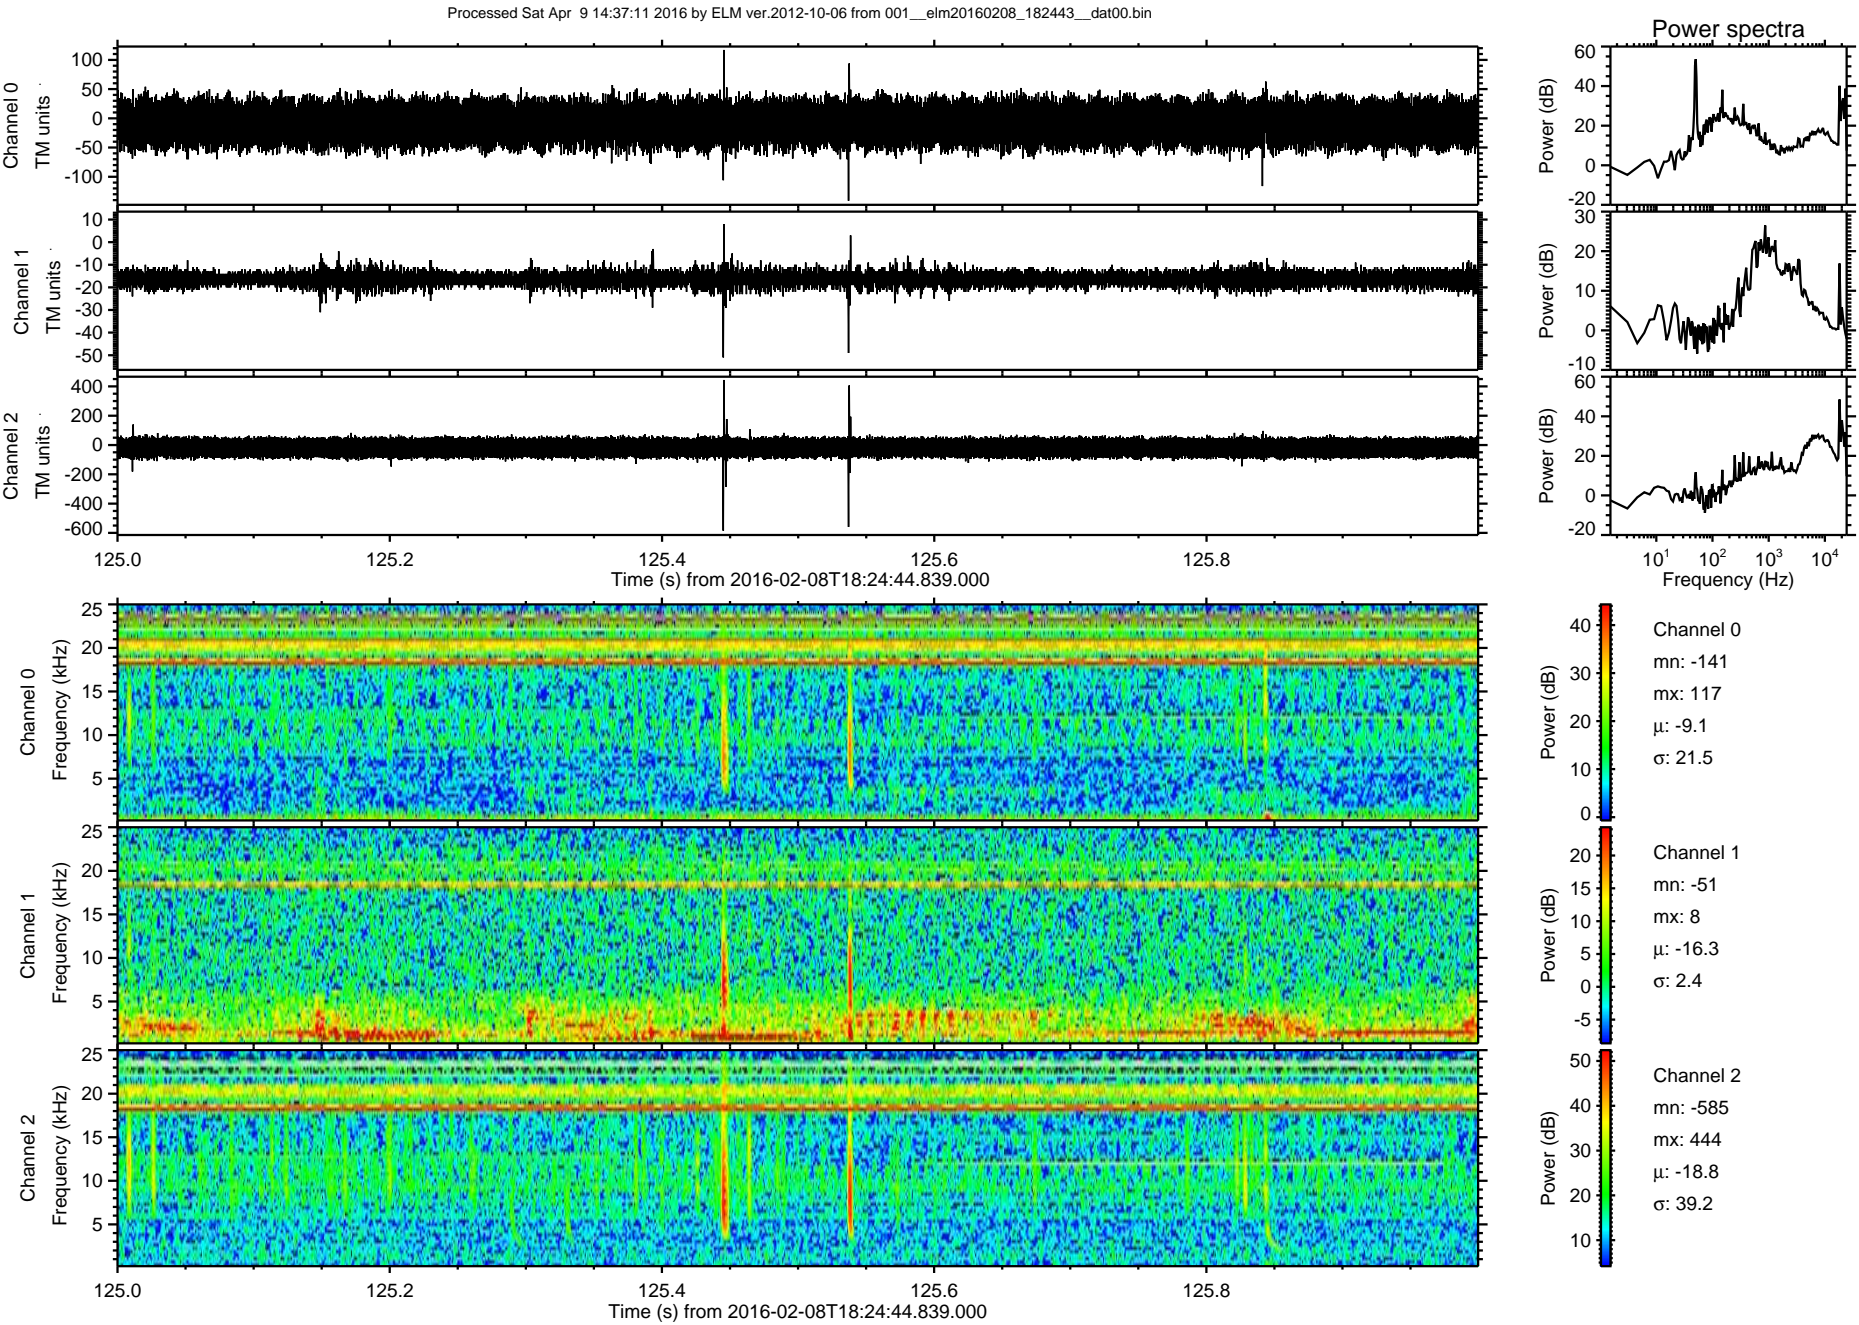 Processed Sat Apr  9 14:37:11 2016 by ELM ver.2012-10-06 from 001__elm20160208_182443__dat00.bin
Power spectra
Channel 0
TM units
100
50
0
-50
-100
Power (dB)
60
40
20
0
-20
Channel 1
TM units
10
0
-10
-20
-30
-40
-50
Power (dB)
30
20
10
0
-10
Channel 2
TM units
400
200
0
-200
-400
-600
Power (dB)
60
40
20
0
-20
125.0 125.2 125.4 125.6 125.8
Time (s) from 2016-02-08T18:24:44.839.000
10^1 10^2 10^3 10^4
Frequency (Hz)
Channel 0
Frequency (kHz)
25
20
15
10
5
Power (dB)
40
30
20
10
0
Channel 0
mn: -141
mx: 117
μ: -9.1
σ: 21.5
Channel 1
Frequency (kHz)
25
20
15
10
5
Power (dB)
20
15
10
5
0
-5
Channel 1
mn: -51
mx: 8
μ: -16.3
σ: 2.4
Channel 2
Frequency (kHz)
25
20
15
10
5
Power (dB)
50
40
30
20
10
Channel 2
mn: -585
mx: 444
μ: -18.8
σ: 39.2
125.0 125.2 125.4 125.6 125.8
Time (s) from 2016-02-08T18:24:44.839.000